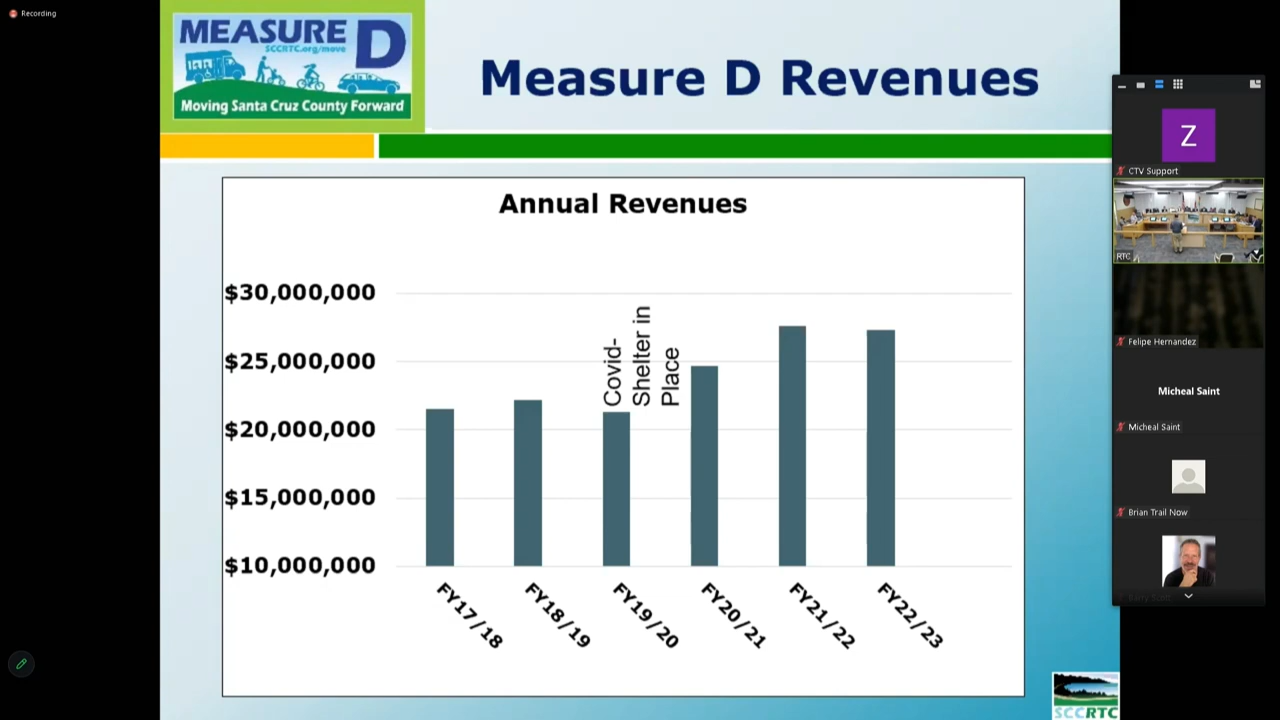 Recording
MEASURE D
SCCRTC.org/move
Moving Santa Cruz County Forward
Measure D Revenues
Annual Revenues
$30,000,000
$25,000,000
$20,000,000
$15,000,000
$10,000,000
Covid-
Shelter in
Place
FY17/18
FY18/19
FY19/20
FY20/21
FY21/22
FY22/23
SCCRTC
Z
CTV Support
RTC
Felipe Hernandez
Micheal Saint
Micheal Saint
Brian Trail Now
Barry Scott